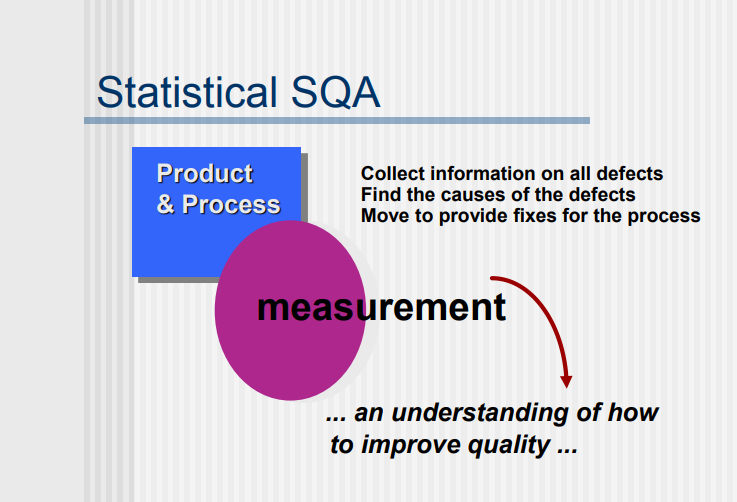 Statistical SQA
Product
& Process
Collect information on all defects
Find the causes of the defects
Move to provide fixes for the process
measurement
... an understanding of how
to improve quality ...